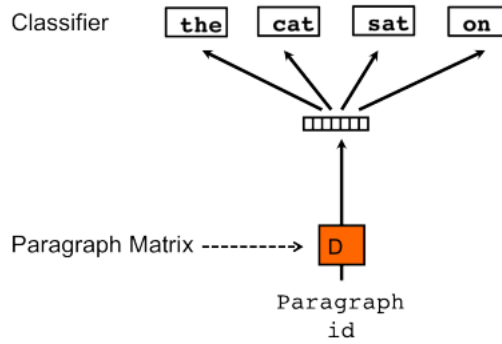 Classifier the cat sat on
Paragraph Matrix D
Paragraph
id